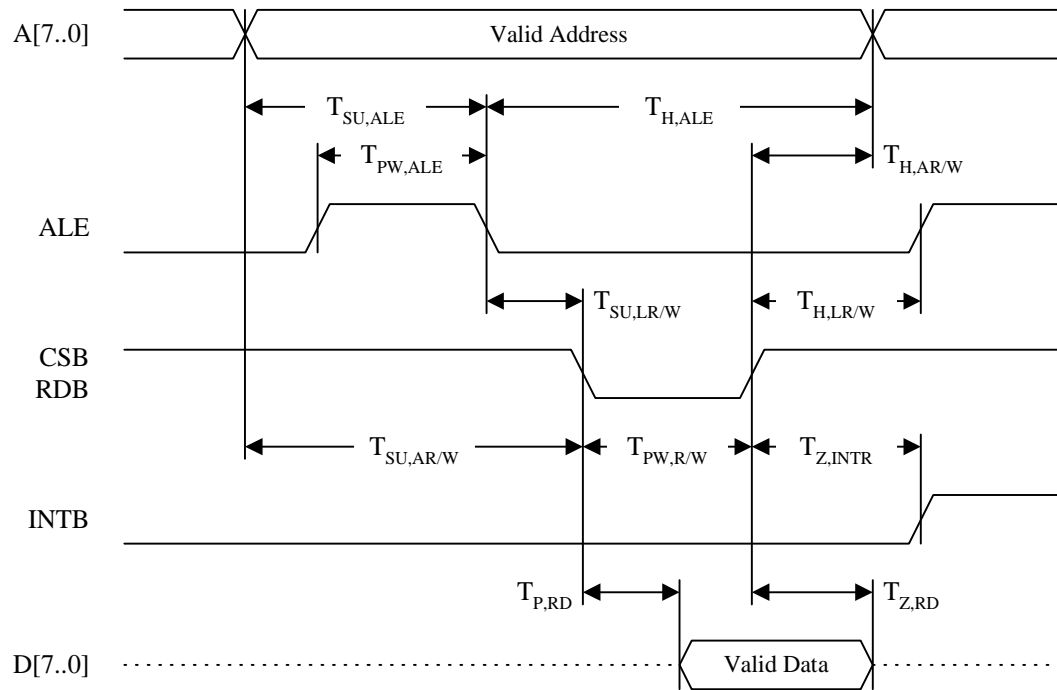 A[7..0] Valid Address
T_SU,ALE T_H,ALE
T_PW,ALE T_H,AR/W
ALE
T_SU,LR/W T_H,LR/W
CSB
RDB
T_SU,AR/W T_PW,R/W T_Z,INTR
INTB
T_P,RD T_Z,RD
D[7..0] Valid Data